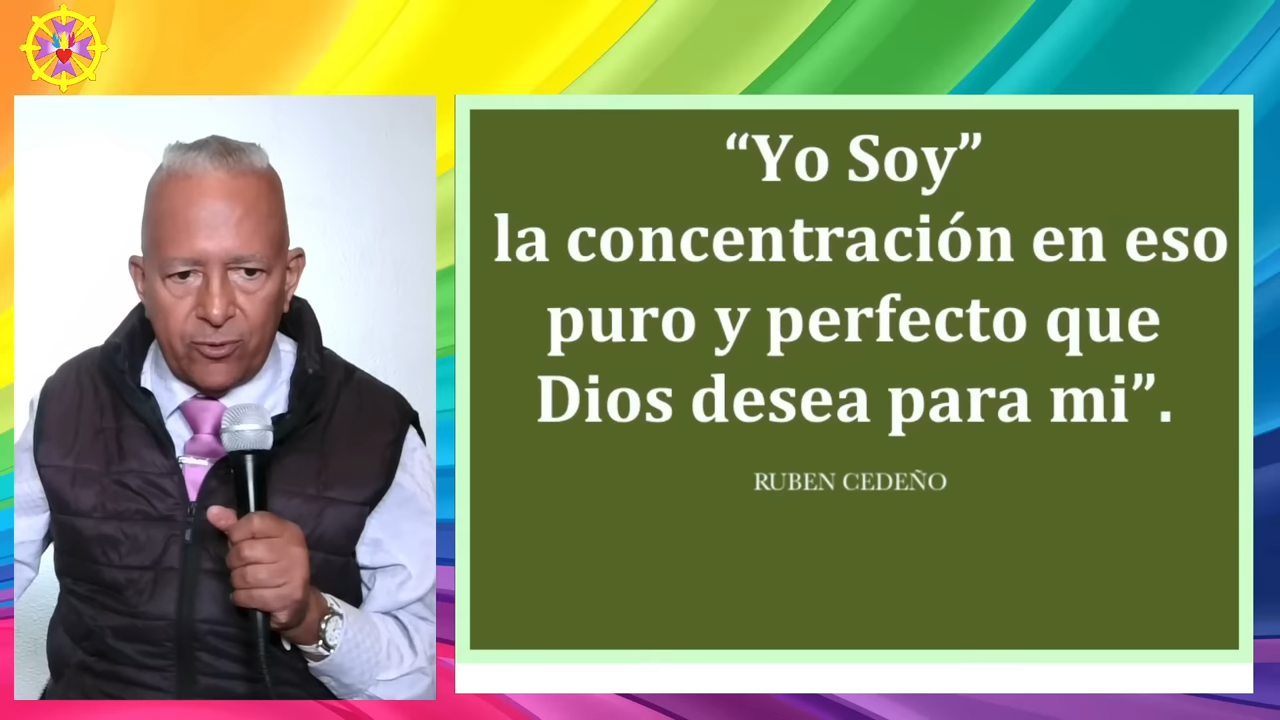 “Yo Soy”
la concentración en eso
puro y perfecto que
Dios desea para mi”.
RUBEN CEDEÑO